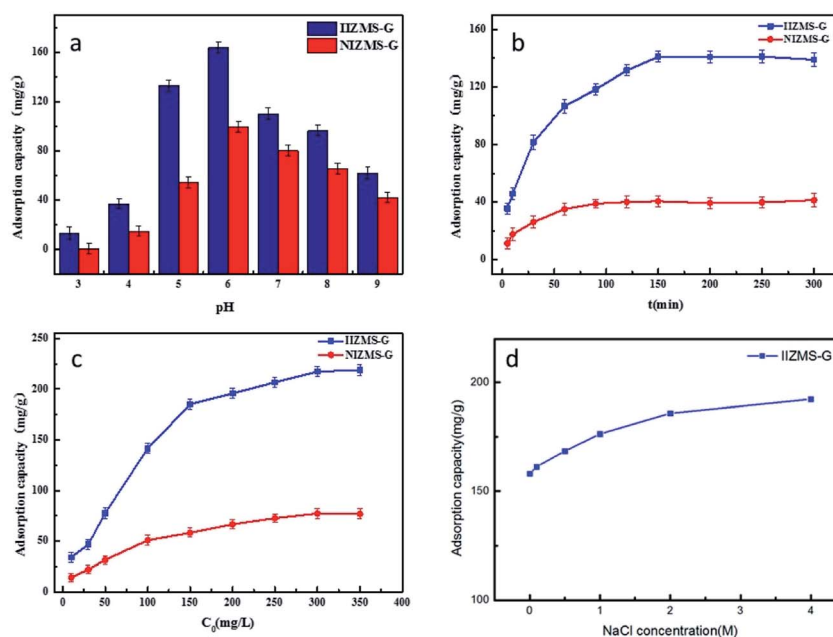 a
IIZMS-G
NIZMS-G
160
120
80
40
0
Adsorption capacity (mg/g)
3 4 5 6 7 8 9
pH
b
IIZMS-G
NIZMS-G
160
120
80
40
0
Adsorption capacity (mg/g)
0 50 100 150 200 250 300
t(min)
c
IIZMS-G
NIZMS-G
250
200
150
100
50
0
Adsorption capacity (mg/g)
0 50 100 150 200 250 300 350 400
C0(mg/L)
d
IIZMS-G
200
150
100
Adsorption capacity(mg/g)
0 1 2 3 4
NaCl concentration(M)